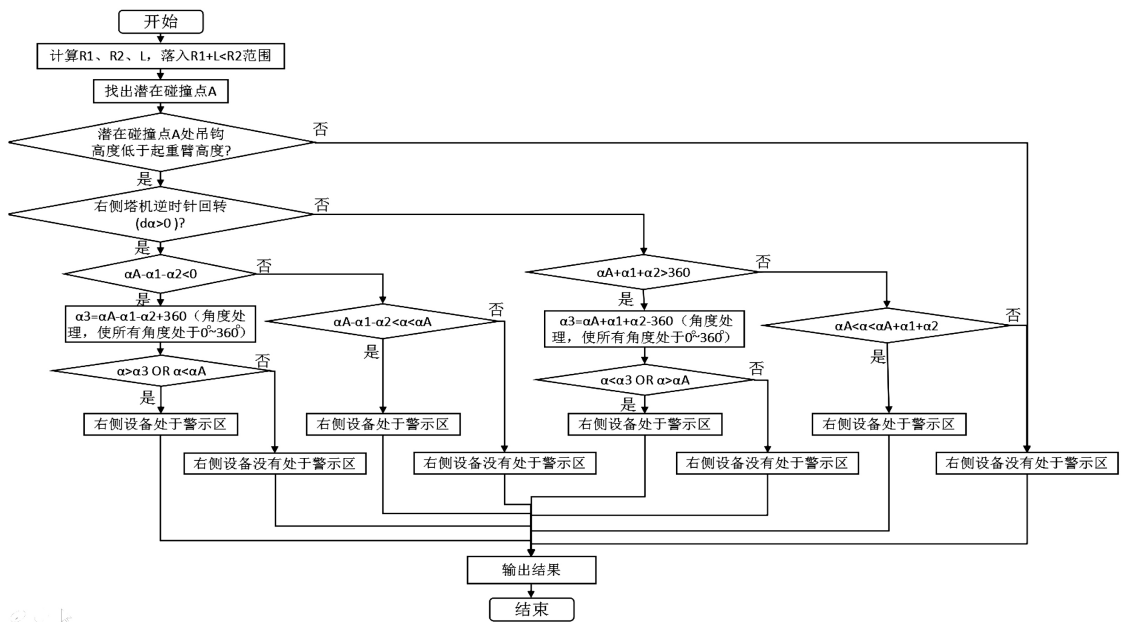 开始
计算R1、R2、L，落入R1+L<R2范围
找出潜在碰撞点A
潜在碰撞点A处吊钩
高度低于起重臂高度?
否
是
右侧塔机逆时针回转
(dα>0 )?
否
是
αA-α1-α2<0
否
αA+α1+α2>360
否
是
是
α3=αA-α1-α2+360（角度处
理，使所有角度处于0°~360°）
αA-α1-α2<α<αA
否
α3=αA+α1+α2-360（角度处
理，使所有角度处于0°~360°）
αA<α<αA+α1+α2
否
是
是
α>α3 OR α<αA
否
α<α3 OR α>αA
否
是
是
右侧设备处于警示区
右侧设备处于警示区
右侧设备处于警示区
右侧设备处于警示区
右侧设备没有处于警示区
右侧设备没有处于警示区
右侧设备没有处于警示区
右侧设备没有处于警示区
输出结果
结束